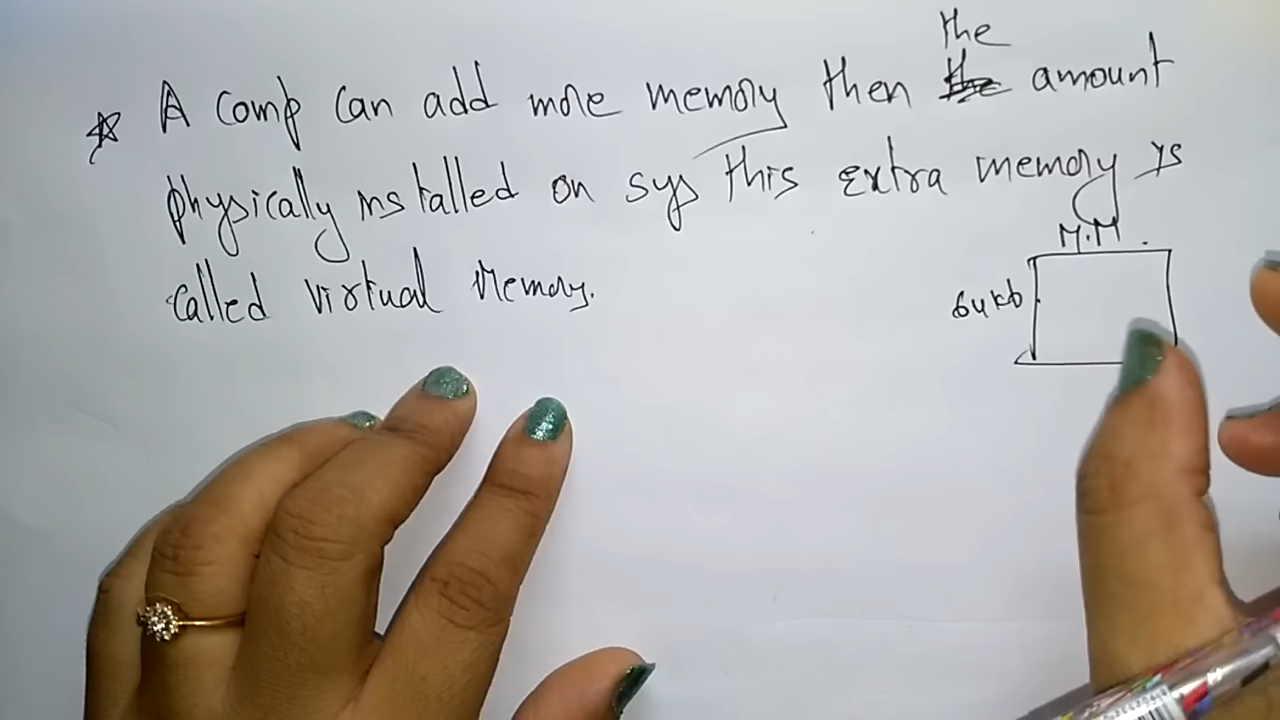 the
A comp can add more memory then the amount
physically installed on sys this extra memory is
called virtual Memory.
M.M.
64kb